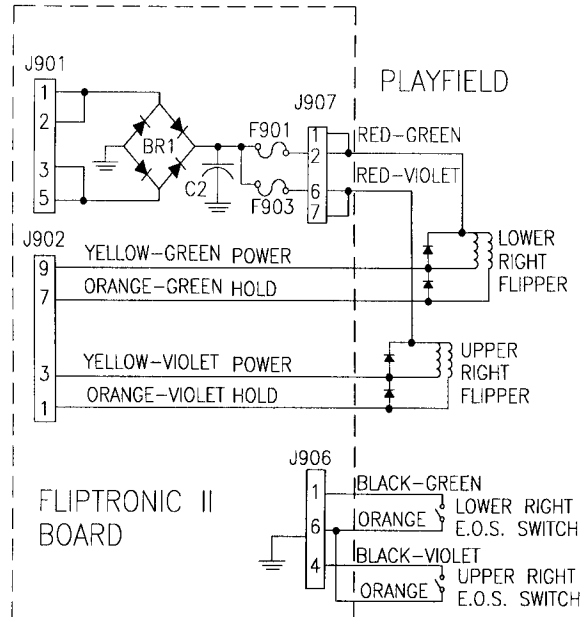 J901
1
2
3
5
BR1
C2
F901
F903
J907
1
2
6
7
PLAYFIELD
RED-GREEN
RED-VIOLET
J902
9
7
3
1
YELLOW-GREEN POWER
ORANGE-GREEN HOLD
YELLOW-VIOLET POWER
ORANGE-VIOLET HOLD
LOWER
RIGHT
FLIPPER
UPPER
RIGHT
FLIPPER
FLIPTRONIC II
BOARD
J906
1
6
4
BLACK-GREEN
ORANGE
LOWER RIGHT
E.O.S. SWITCH
BLACK-VIOLET
ORANGE
UPPER RIGHT
E.O.S. SWITCH